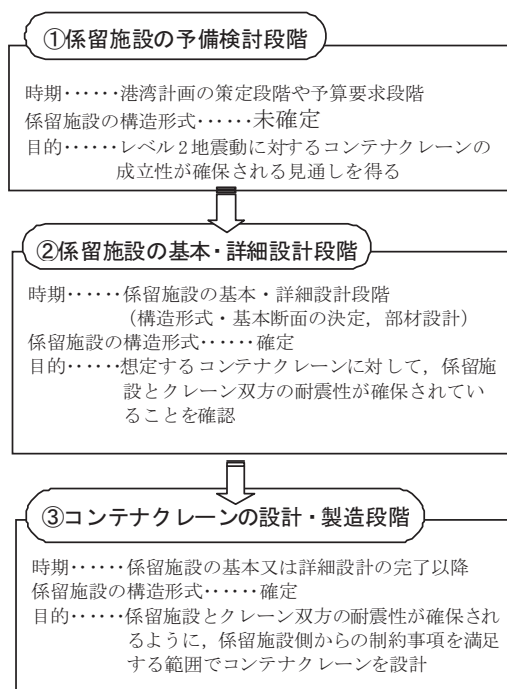 ①係留施設の予備検討段階
時期‥‥‥港湾計画の策定段階や予算要求段階
係留施設の構造形式‥‥‥未確定
目的‥‥‥レベル2地震動に対するコンテナクレーンの
成立性が確保される見通しを得る
②係留施設の基本・詳細設計段階
時期‥‥‥係留施設の基本・詳細設計段階
(構造形式・基本断面の決定，部材設計)
係留施設の構造形式‥‥‥確定
目的‥‥‥想定するコンテナクレーンに対して，係留施
設とクレーン双方の耐震性が確保されてい
ることを確認
③コンテナクレーンの設計・製造段階
時期‥‥‥係留施設の基本又は詳細設計の完了以降
係留施設の構造形式‥‥‥確定
目的‥‥‥係留施設とクレーン双方の耐震性が確保され
るように，係留施設側からの制約事項を満足
する範囲でコンテナクレーンを設計